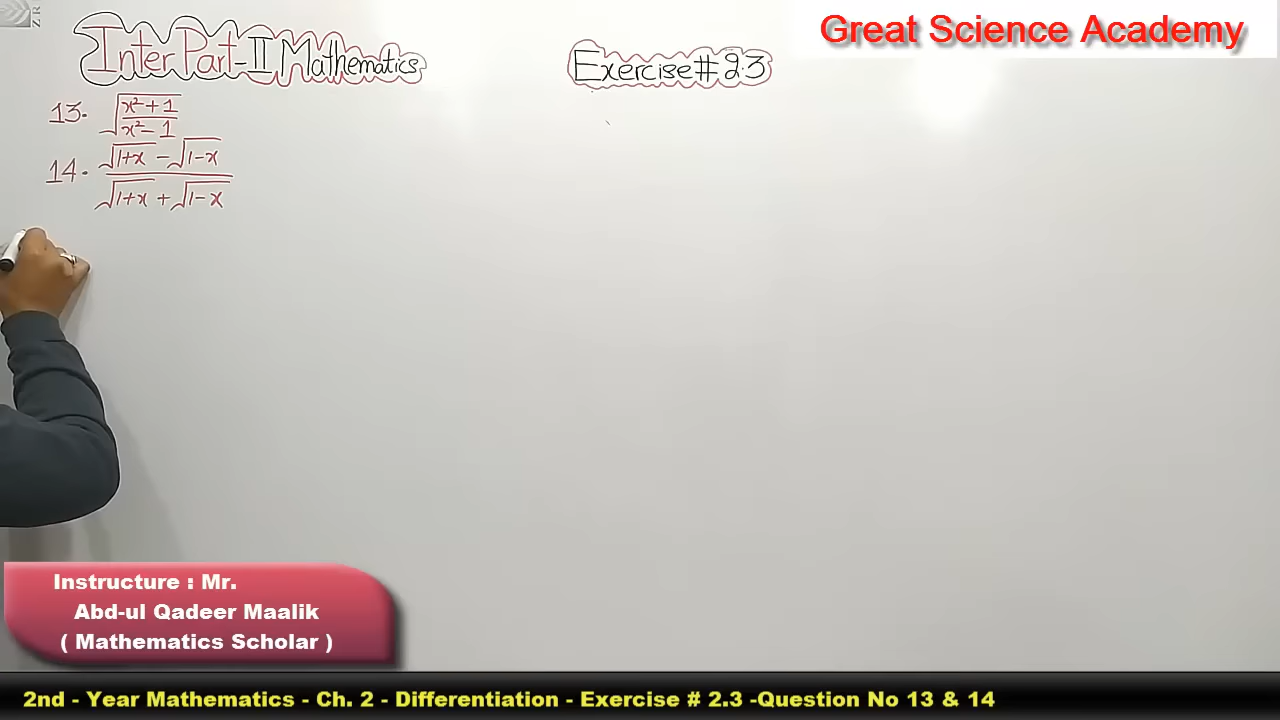 ZR
Great Science Academy
Inter Part-II Mathematics
Exercise # 2.3
13. √((x²+1)/(x²-1))
14. (√(1+x) - √(1-x))/(√(1+x) + √(1-x))
Instructure : Mr.
Abd-ul Qadeer Maalik
( Mathematics Scholar )
2nd - Year Mathematics - Ch. 2 - Differentiation - Exercise # 2.3 -Question No 13 & 14